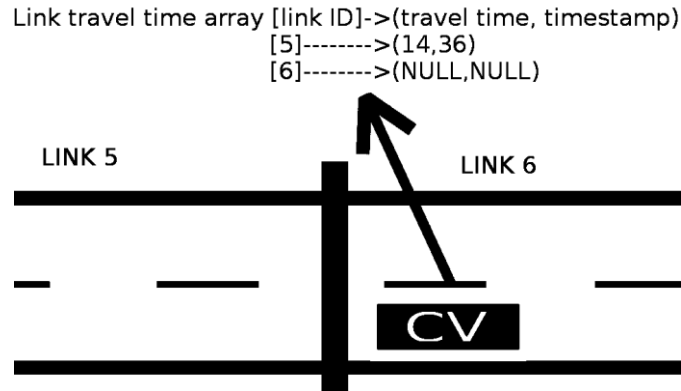 Link travel time array [link ID]->(travel time, timestamp)
[5]-------->(14,36)
[6]-------->(NULL,NULL)
LINK 5
LINK 6
CV